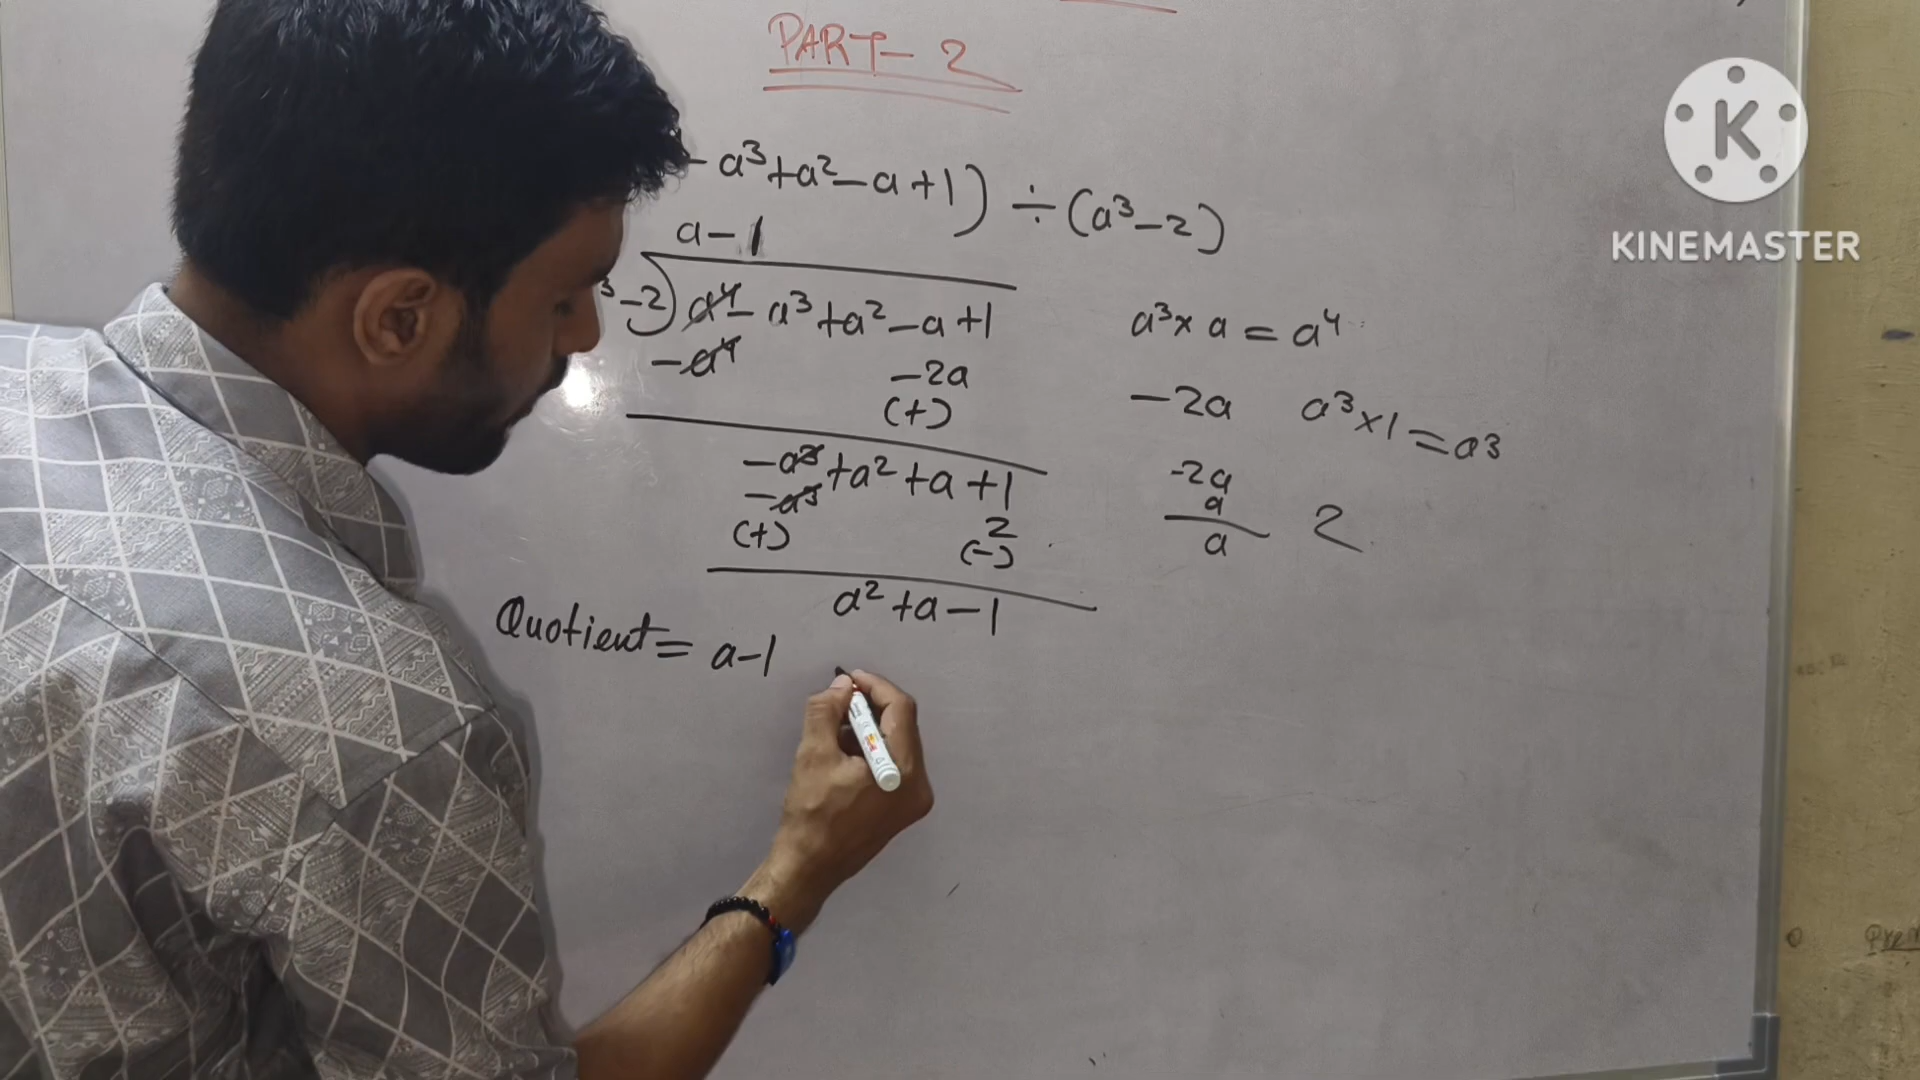 PART-2
- a³+a²-a+1) ÷ (a³-2)
a-1
³-2) a⁴- a³+a²-a+1
-a⁴ -2a
(+)
-a³+a²+a+1
-a³ 2
(+) (-)
a²+a-1
Quotient= a-1
a³×a=a⁴
-2a a³×1=a³
-2a
a
a 2
K
KINEMASTER